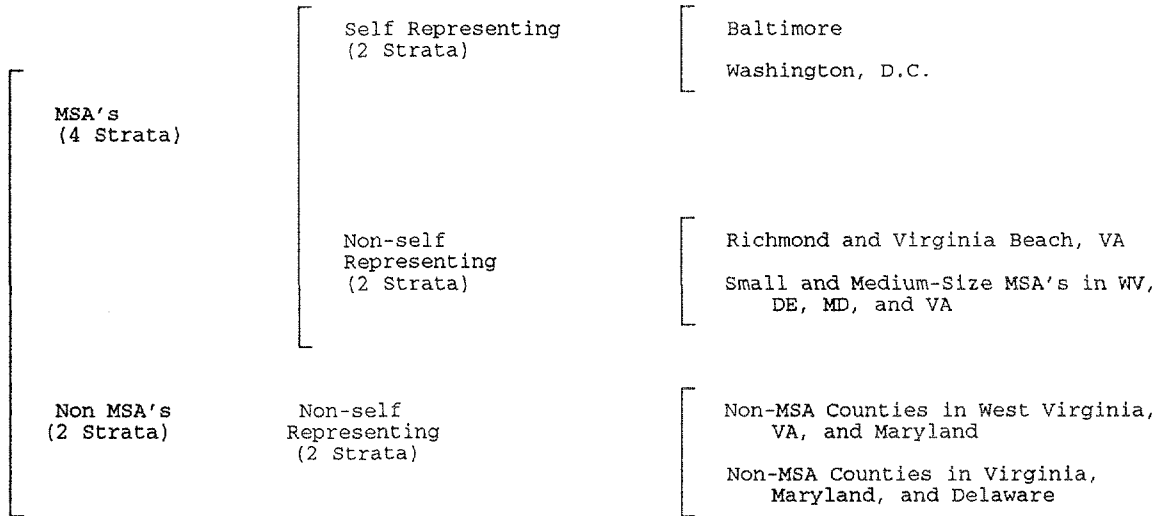 Self Representing
(2 Strata)
Baltimore
Washington, D.C.
MSA's
(4 Strata)
Non-self
Representing
(2 Strata)
Richmond and Virginia Beach, VA
Small and Medium-Size MSA's in WV,
DE, MD, and VA
Non MSA's
(2 Strata)
Non-self
Representing
(2 Strata)
Non-MSA Counties in West Virginia,
VA, and Maryland
Non-MSA Counties in Virginia,
Maryland, and Delaware